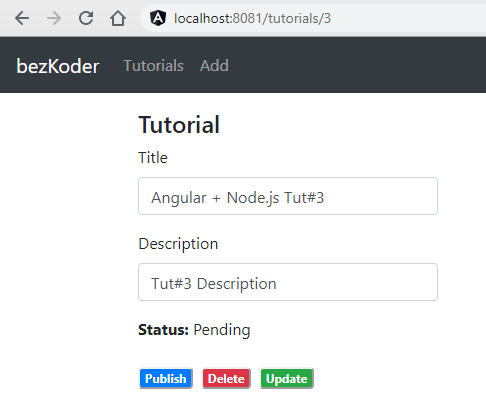 localhost:8081/tutorials/3
bezKoder Tutorials Add
Tutorial
Title
Angular + Node.js Tut#3
Description
Tut#3 Description
Status: Pending
Publish Delete Update